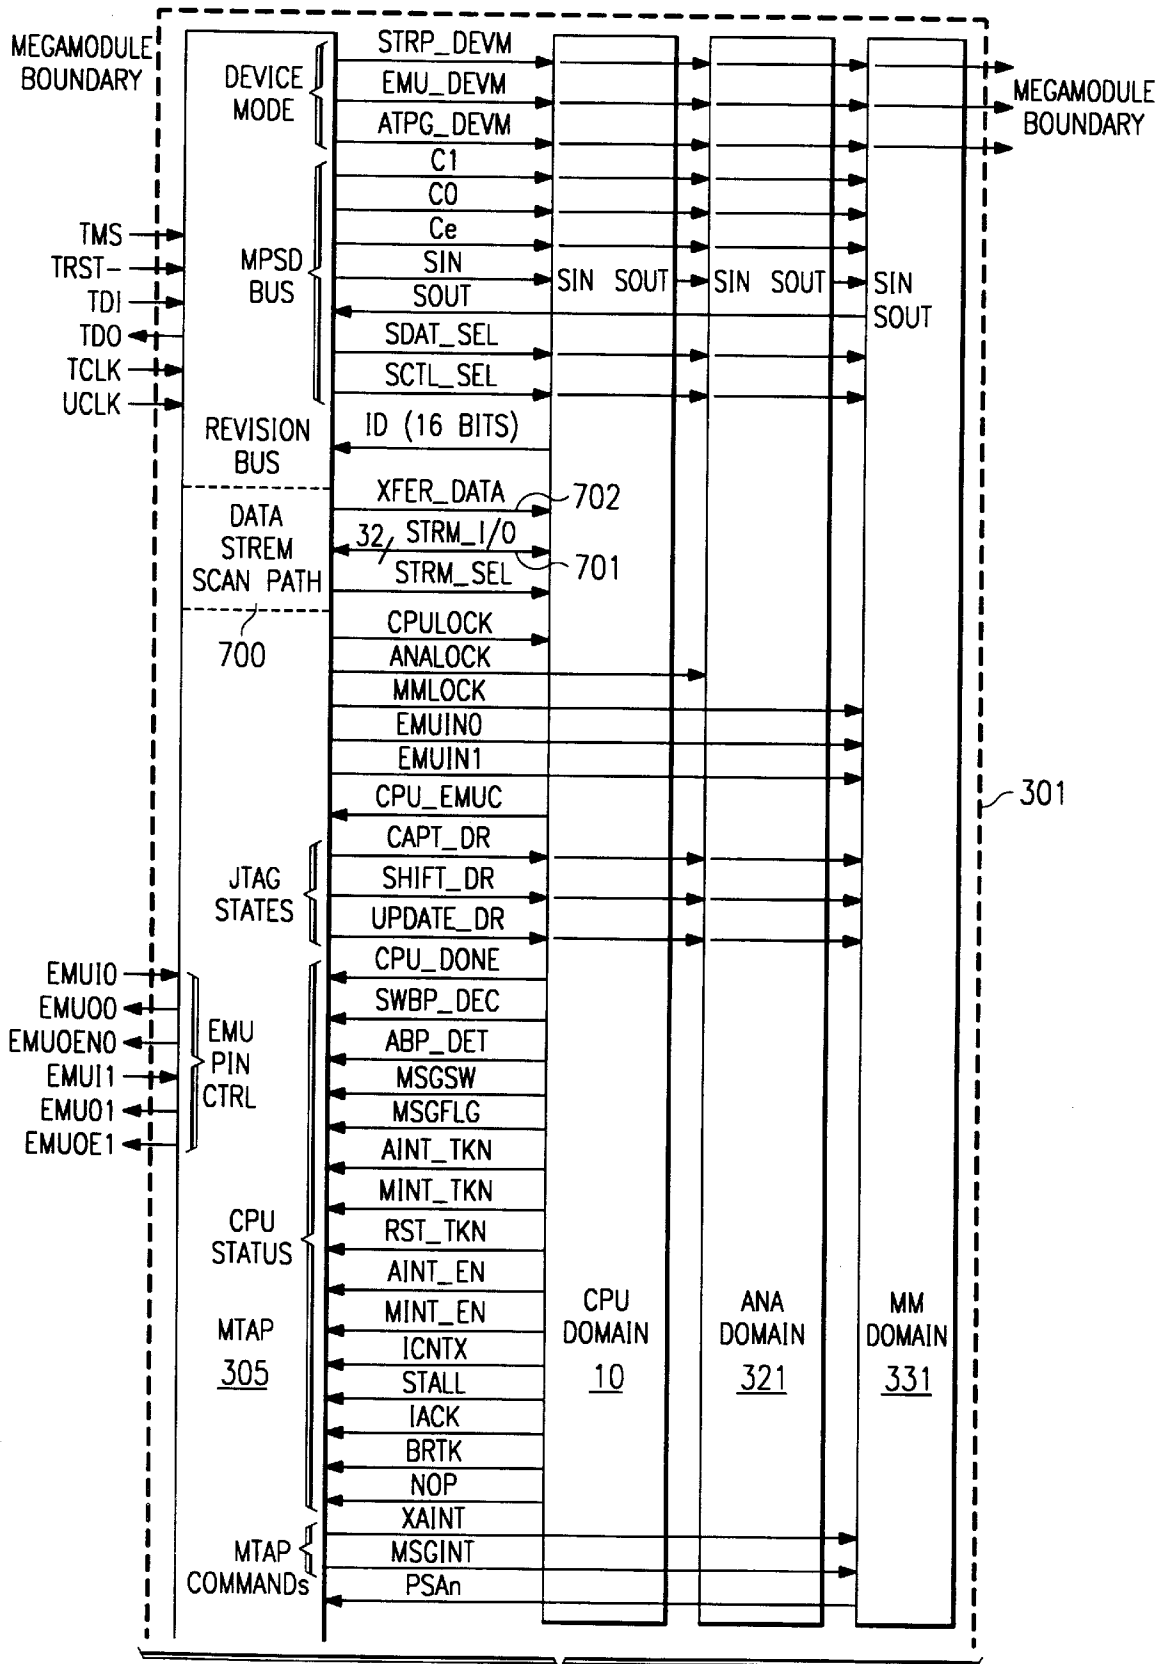 MEGAMODULE
BOUNDARY
DEVICE
MODE
STRP_DEVM
EMU_DEVM
ATPG_DEVM
MEGAMODULE
BOUNDARY
TMS
TRST-
TDI
TDO
TCLK
UCLK
MPSD
BUS
C1
C0
Ce
SIN
SOUT
SDAT_SEL
SCTL_SEL
SIN SOUT
SIN SOUT
SIN
SOUT
REVISION
BUS
ID (16 BITS)
DATA
STREM
SCAN PATH
700
XFER_DATA
702
32
STRM_I/O
701
STRM_SEL
CPULOCK
ANALOCK
MMLOCK
EMUIN0
EMUIN1
CPU_EMUC
301
JTAG
STATES
CAPT_DR
SHIFT_DR
UPDATE_DR
EMUI0
EMUO0
EMUOEN0
EMUI1
EMUO1
EMUOE1
EMU
PIN
CTRL
CPU
STATUS
CPU_DONE
SWBP_DEC
ABP_DET
MSGSW
MSGFLG
AINT_TKN
MINT_TKN
RST_TKN
AINT_EN
MINT_EN
ICNTX
STALL
IACK
BRTK
NOP
MTAP
305
CPU
DOMAIN
10
ANA
DOMAIN
321
MM
DOMAIN
331
MTAP
COMMANDs
XAINT
MSGINT
PSAn